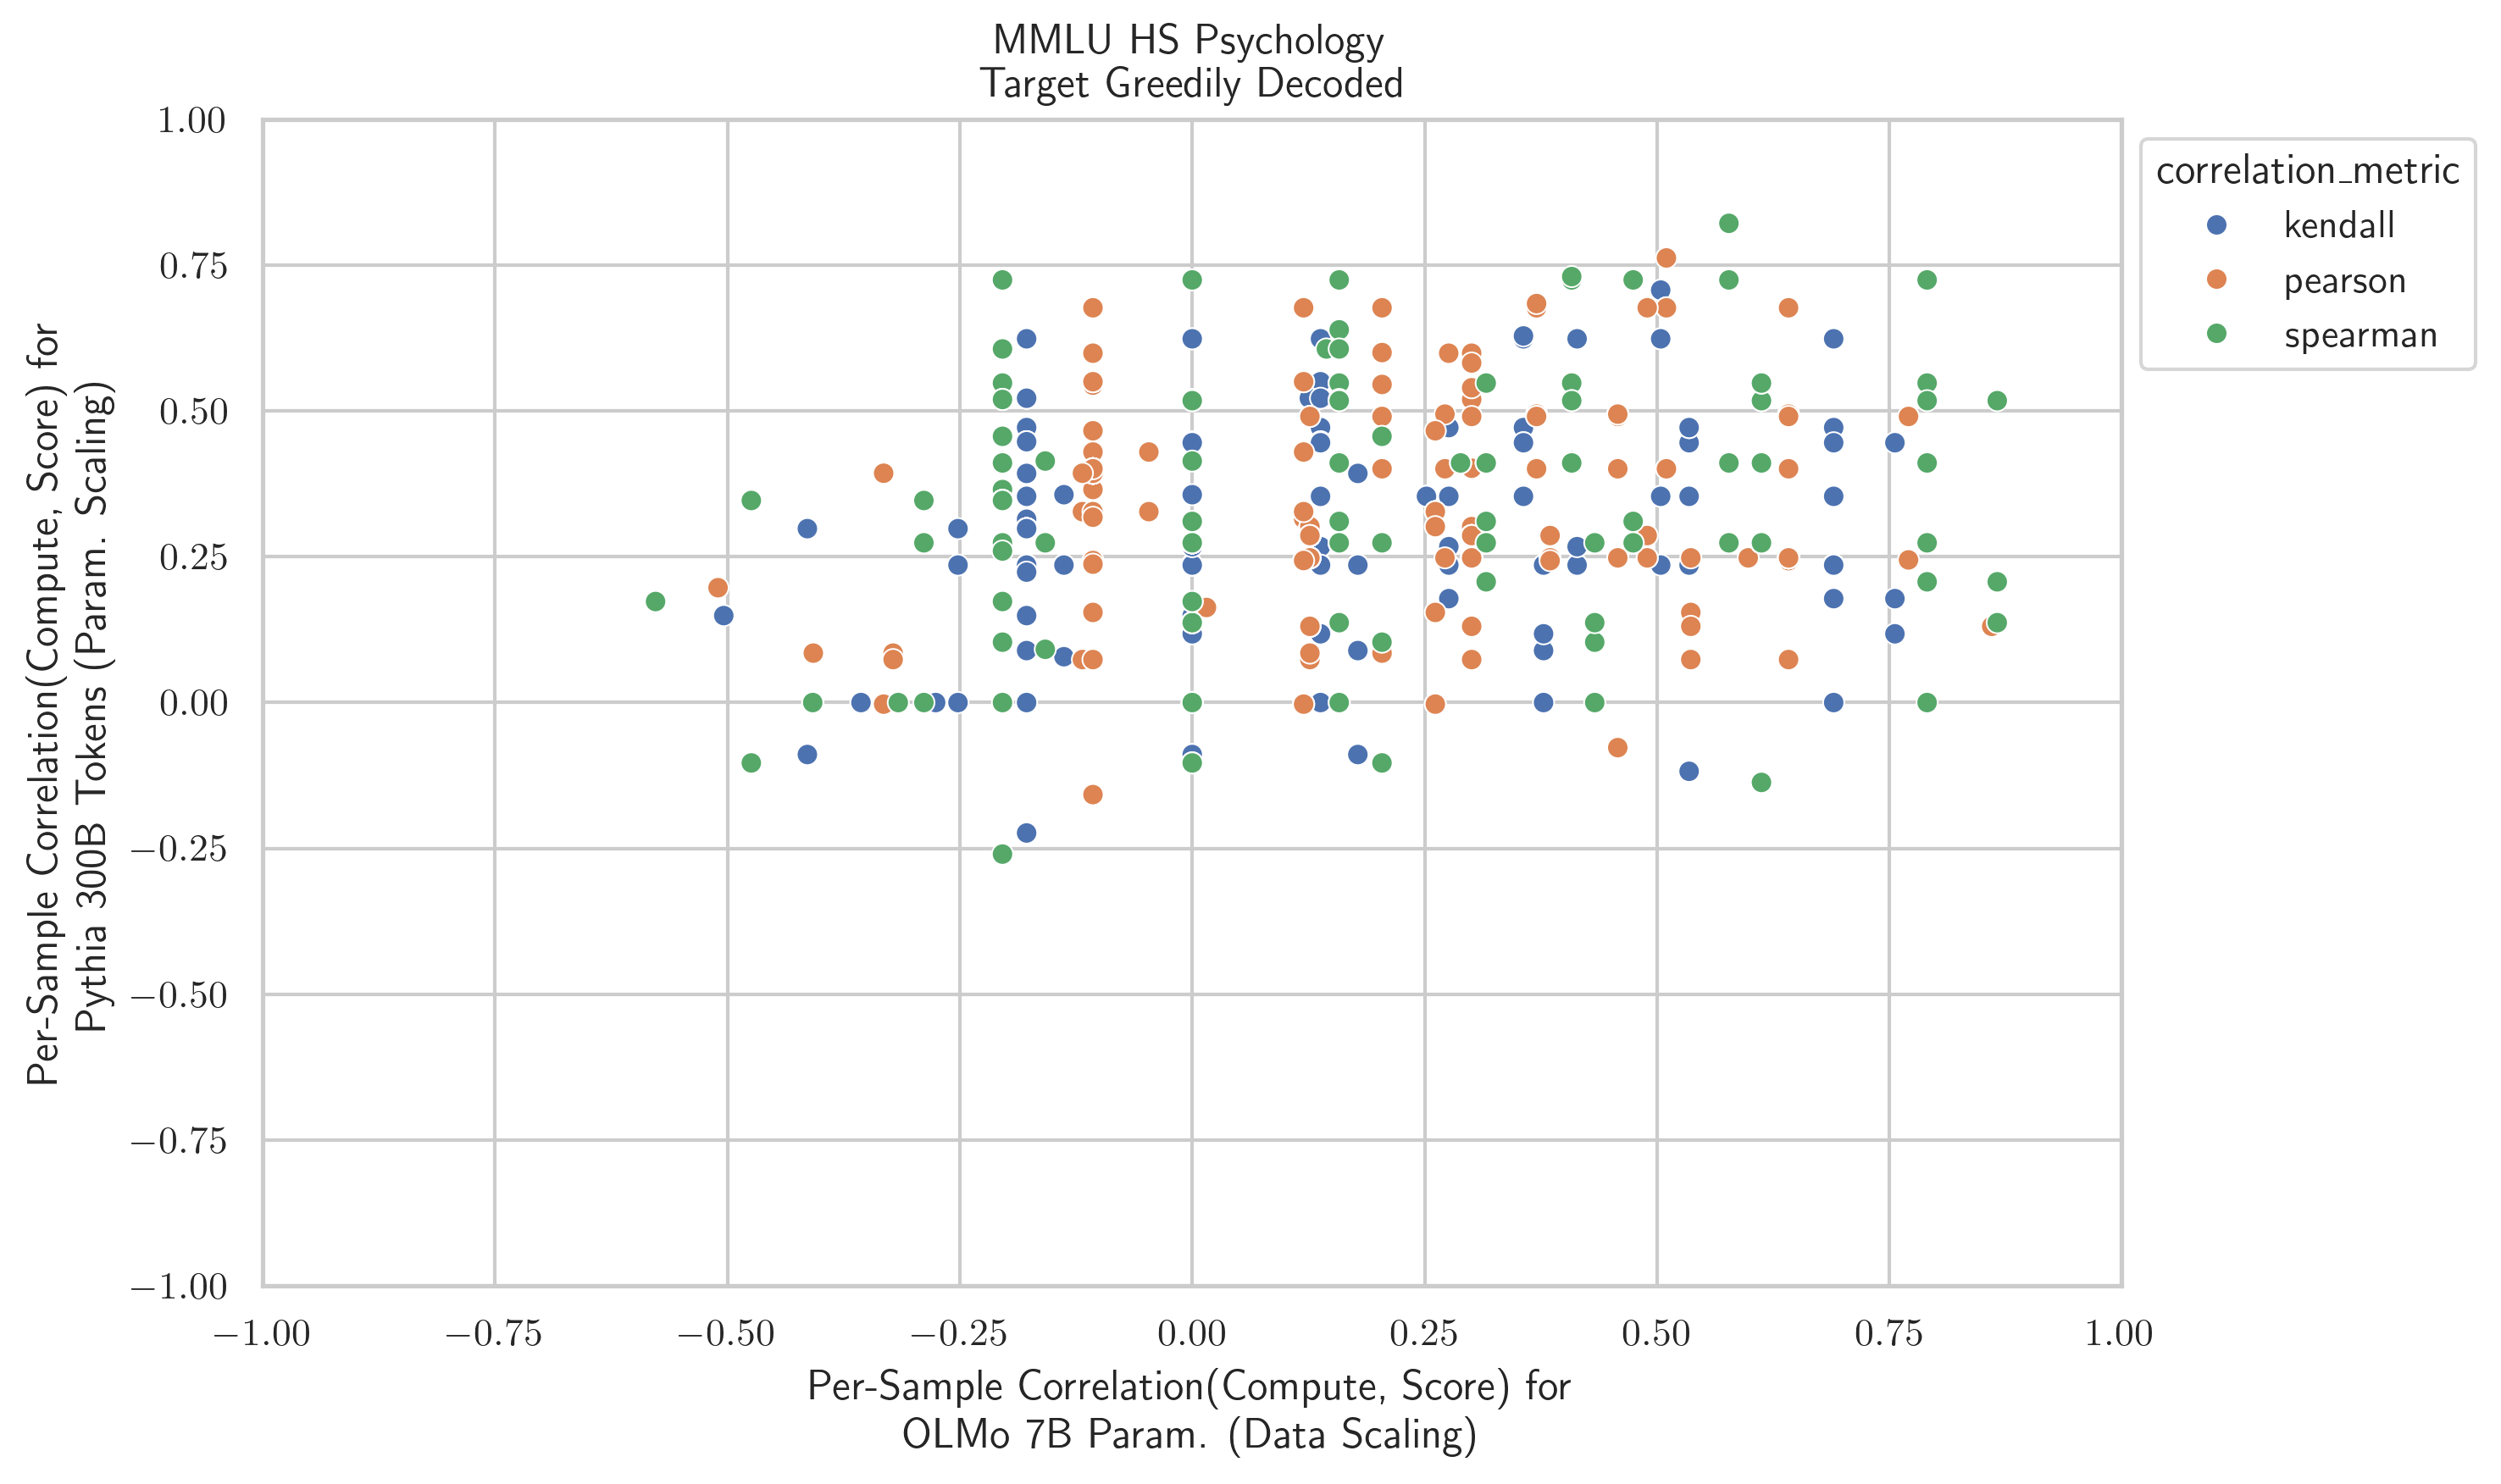 MMLU HS Psychology
Target Greedily Decoded
Per-Sample Correlation(Compute, Score) for
Pythia 300B Tokens (Param. Scaling)
1.00
0.75
0.50
0.25
0.00
−0.25
−0.50
−0.75
−1.00
−1.00 −0.75 −0.50 −0.25 0.00 0.25 0.50 0.75 1.00
Per-Sample Correlation(Compute, Score) for
OLMo 7B Param. (Data Scaling)
correlation_metric
kendall
pearson
spearman